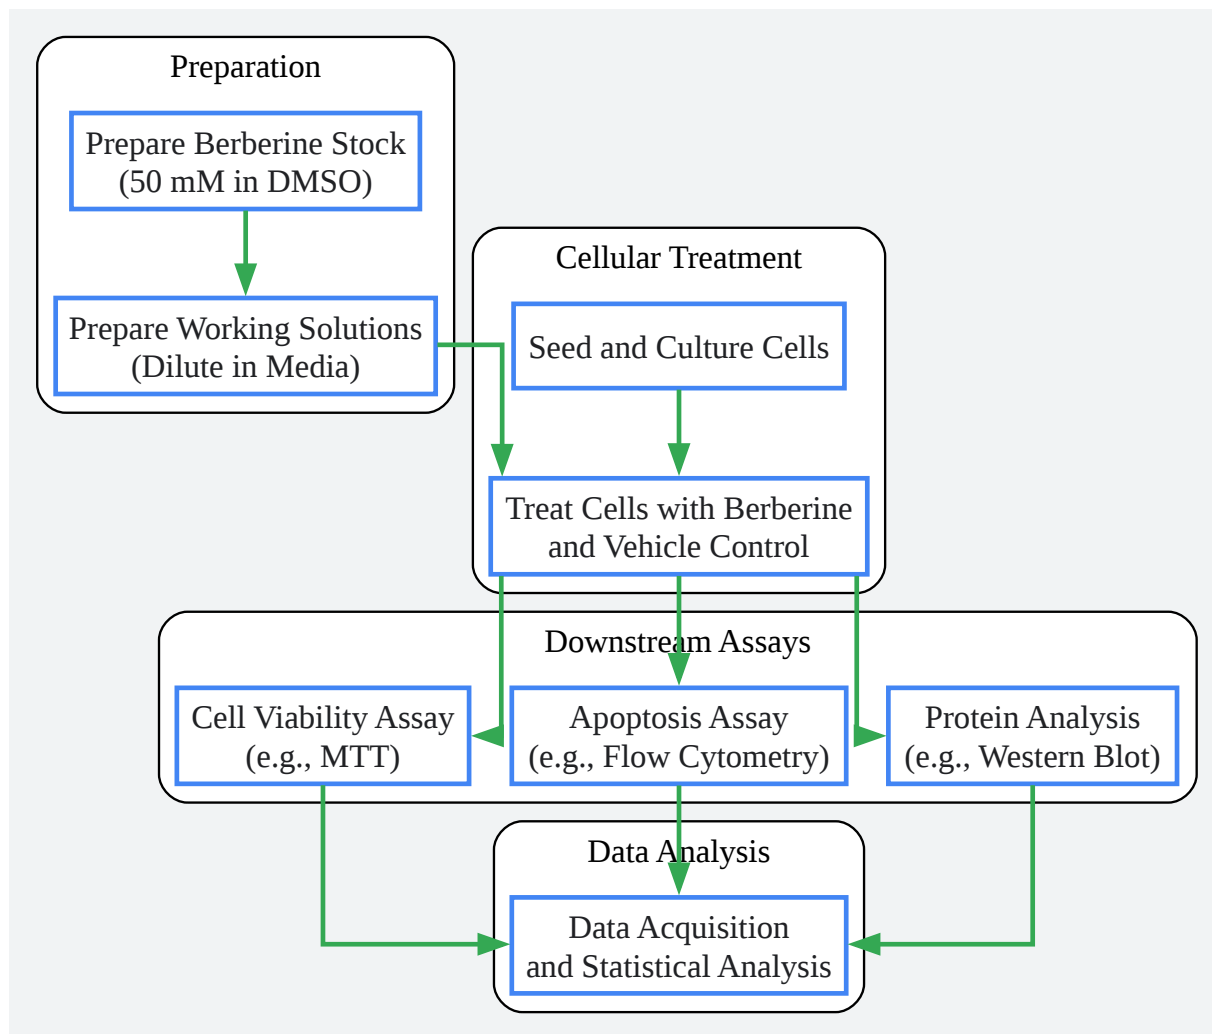 Preparation
Prepare Berberine Stock
(50 mM in DMSO)
Prepare Working Solutions
(Dilute in Media)
Cellular Treatment
Seed and Culture Cells
Treat Cells with Berberine
and Vehicle Control
Downstream Assays
Cell Viability Assay
(e.g., MTT)
Apoptosis Assay
(e.g., Flow Cytometry)
Protein Analysis
(e.g., Western Blot)
Data Analysis
Data Acquisition
and Statistical Analysis